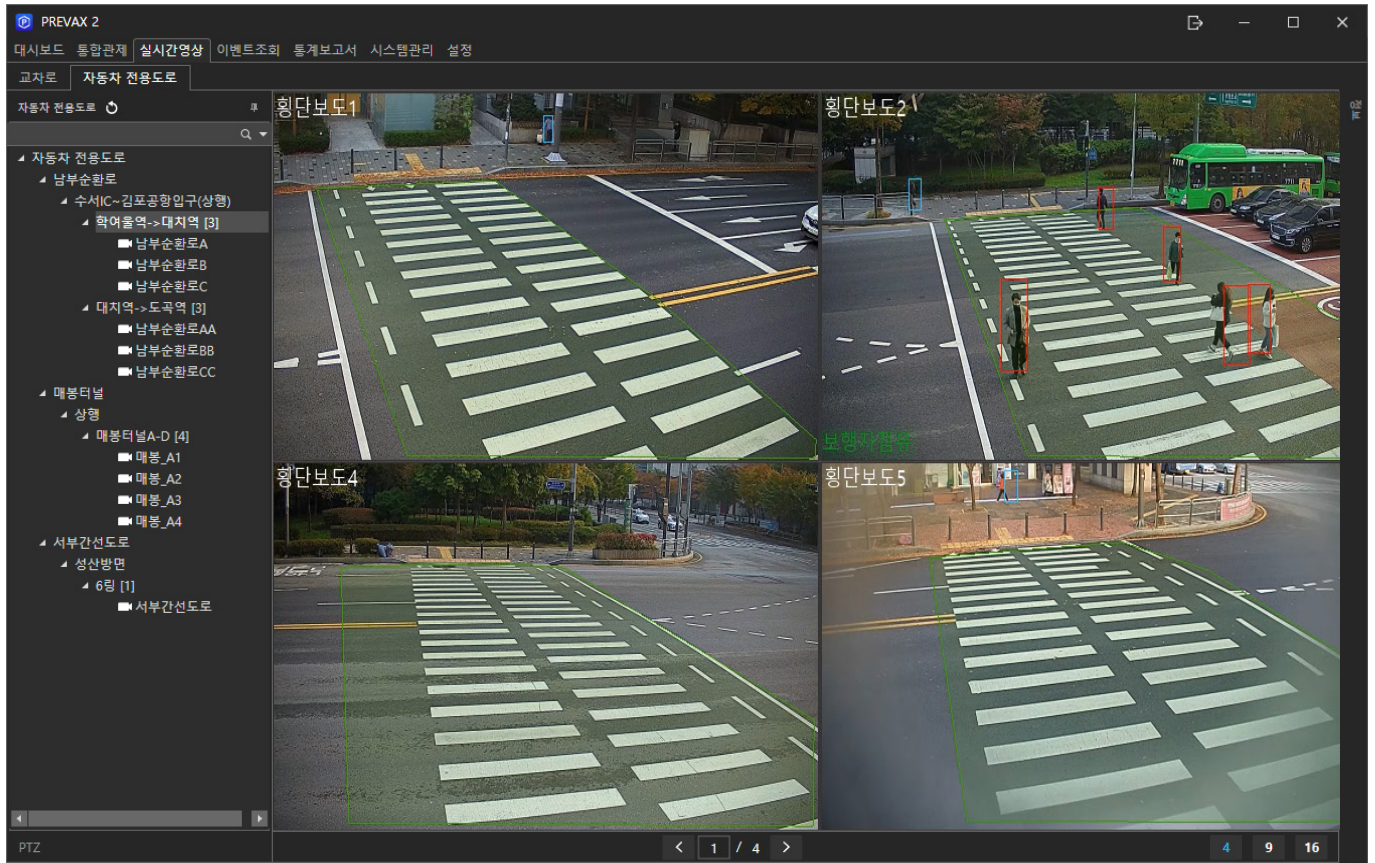 PREVAX 2
대시보드 통합관제 실시간영상 이벤트조회 통계보고서 시스템관리 설정
교차로 자동차 전용도로
자동차 전용도로
횡단보도1
횡단보도2
정보
자동차 전용도로
남부순환로
수서IC~김포공항입구(상행)
학여울역->대치역 [3]
남부순환로A
남부순환로B
남부순환로C
대치역->도곡역 [3]
남부순환로AA
남부순환로BB
남부순환로CC
매봉터널
상행
매봉터널A-D [4]
매봉_A1
매봉_A2
매봉_A3
매봉_A4
서부간선도로
성산방면
6링 [1]
서부간선도로
7711
보행자점유
횡단보도4
횡단보도5
PTZ
1 / 4
4 9 16